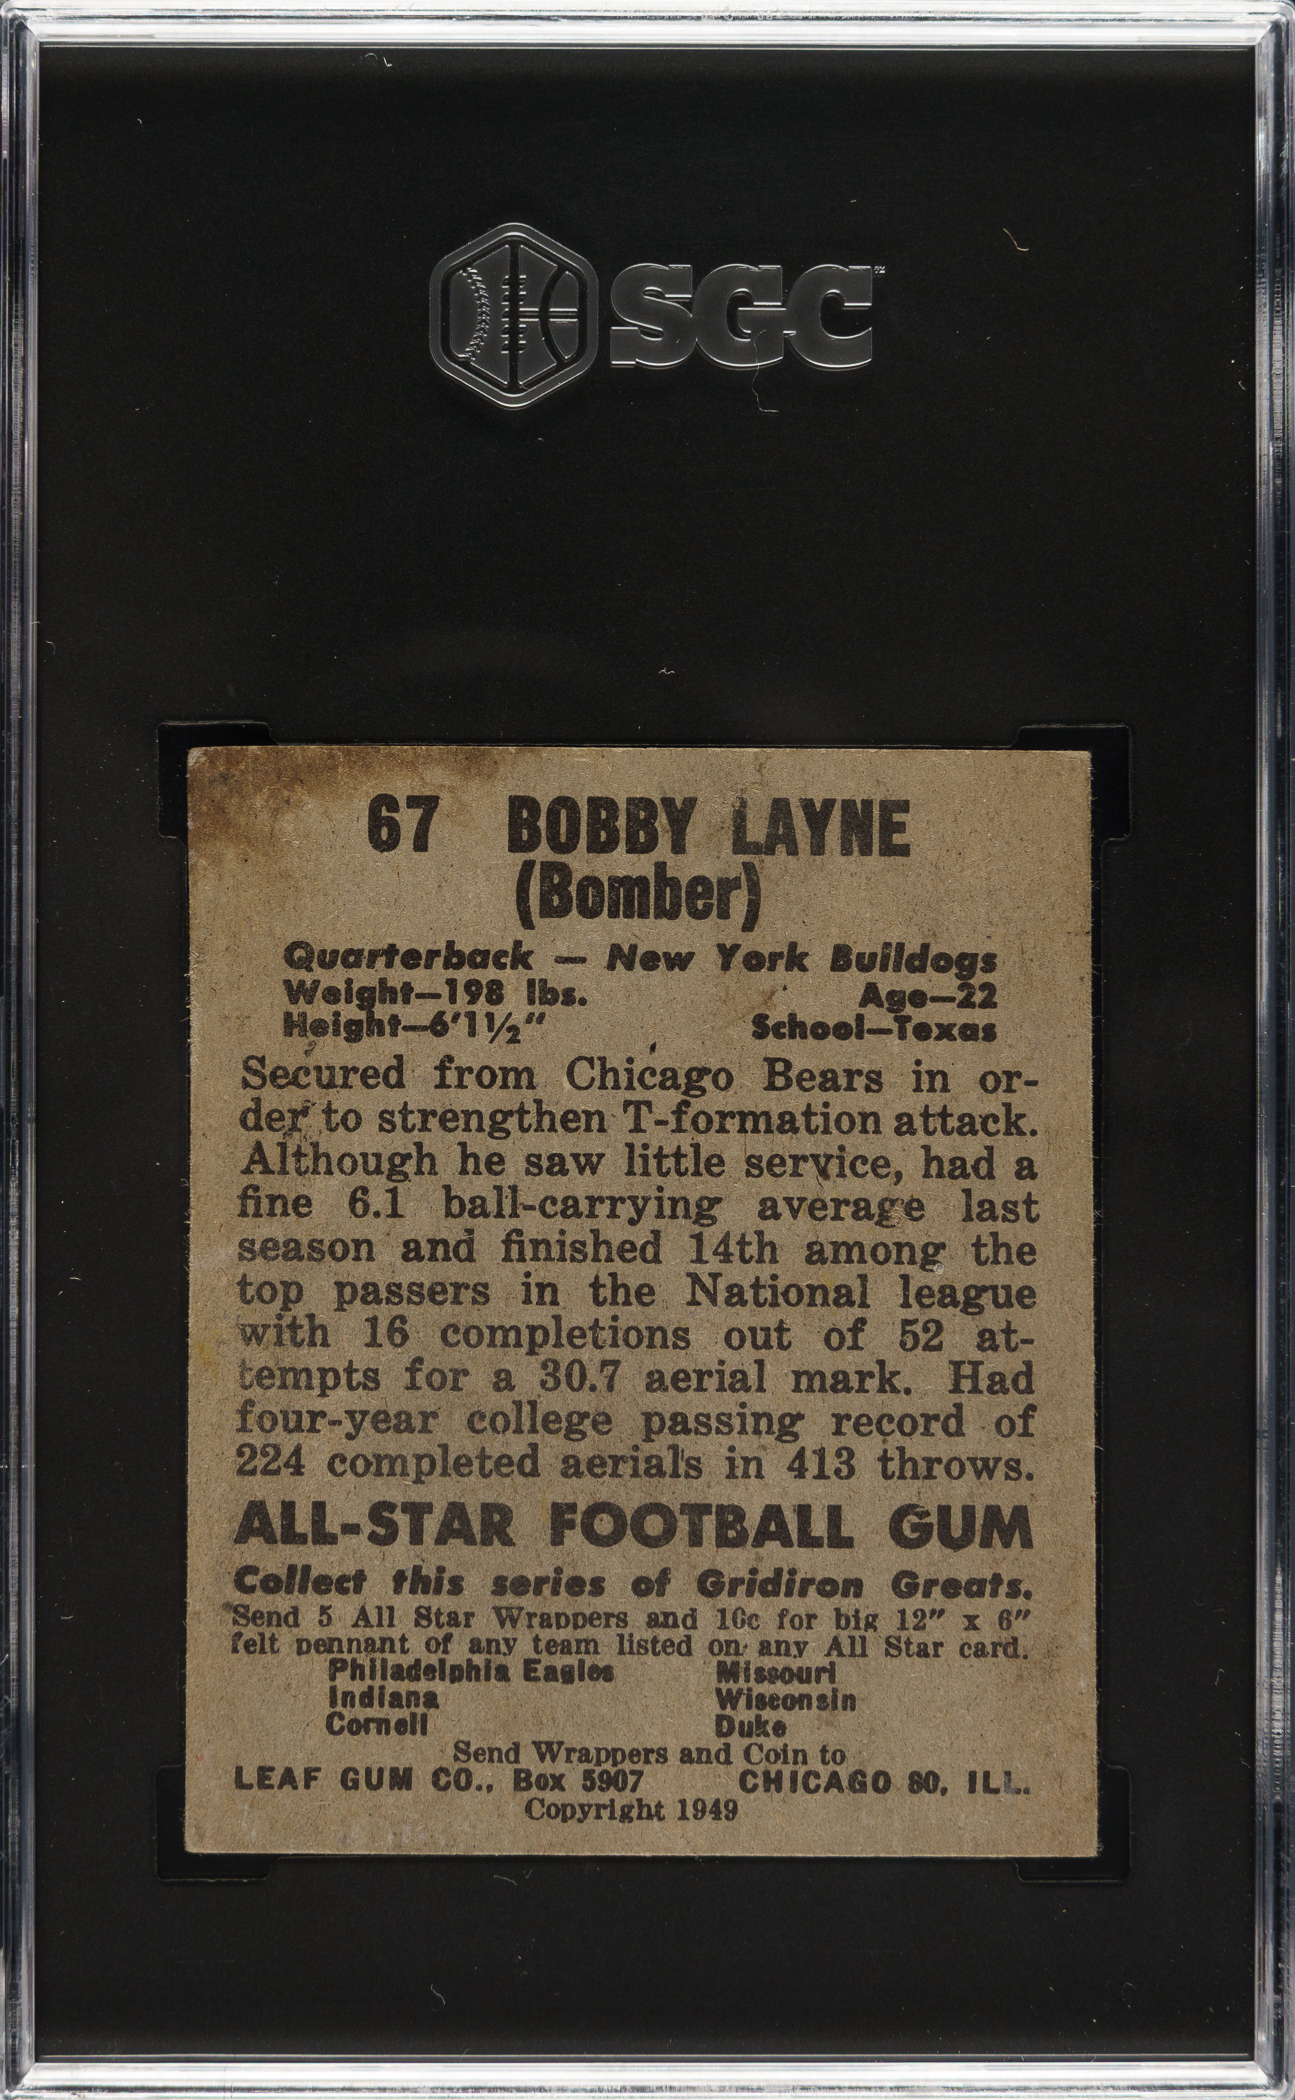 SGC™
67 BOBBY LAYNE
(Bomber)
Quarterback — New York Bulldogs
Weight—198 lbs. Age—22
Height—6'1½" School—Texas
Secured from Chicago Bears in or-
der to strengthen T-formation attack.
Although he saw little service, had a
fine 6.1 ball-carrying average last
season and finished 14th among the
top passers in the National league
with 16 completions out of 52 at-
tempts for a 30.7 aerial mark. Had
four-year college passing record of
224 completed aerials in 413 throws.
ALL-STAR FOOTBALL GUM
Collect this series of Gridiron Greats.
Send 5 All Star Wrappers and 10c for big 12" x 6"
felt pennant of any team listed on any All Star card.
Philadelphia Eagles Missouri
Indiana Wisconsin
Cornell Duke
Send Wrappers and Coin to
LEAF GUM CO., Box 5907 CHICAGO 80, ILL.
Copyright 1949